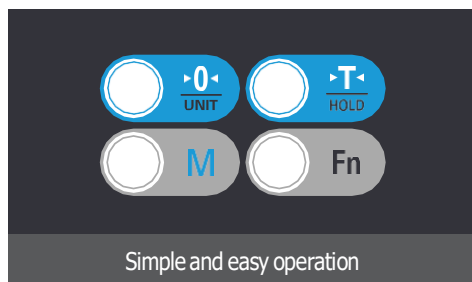 ▸0◂ ▸T◂
UNIT HOLD
M Fn
Simple and easy operation